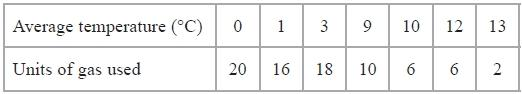 Average temperature (°C) 0 1 3 9 10 12 13
Units of gas used 20 16 18 10 6 6 2